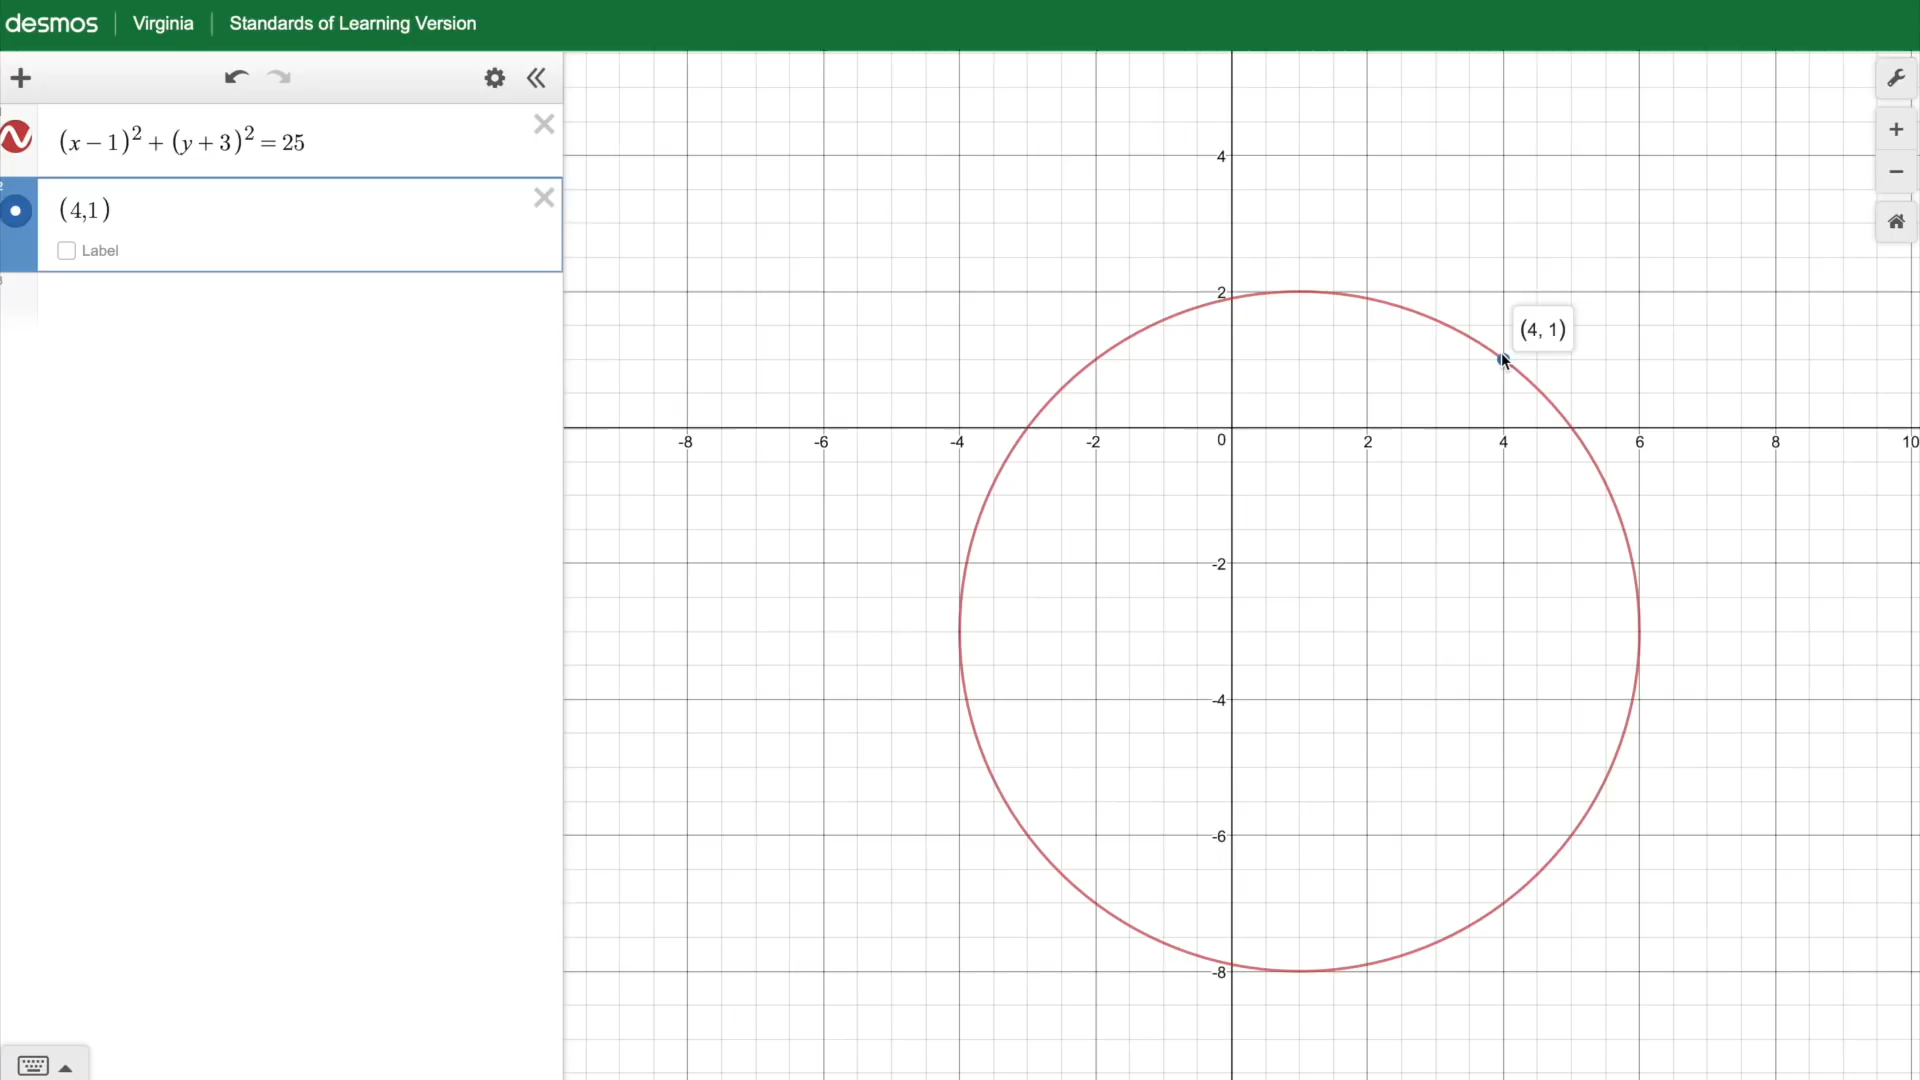 desmos Virginia Standards of Learning Version
(x − 1)² + (y + 3)² = 25
2
(4,1)
Label
4
2
(4, 1)
-8 -6 -4 -2 0 2 4 6 8 10
-2
-4
-6
-8